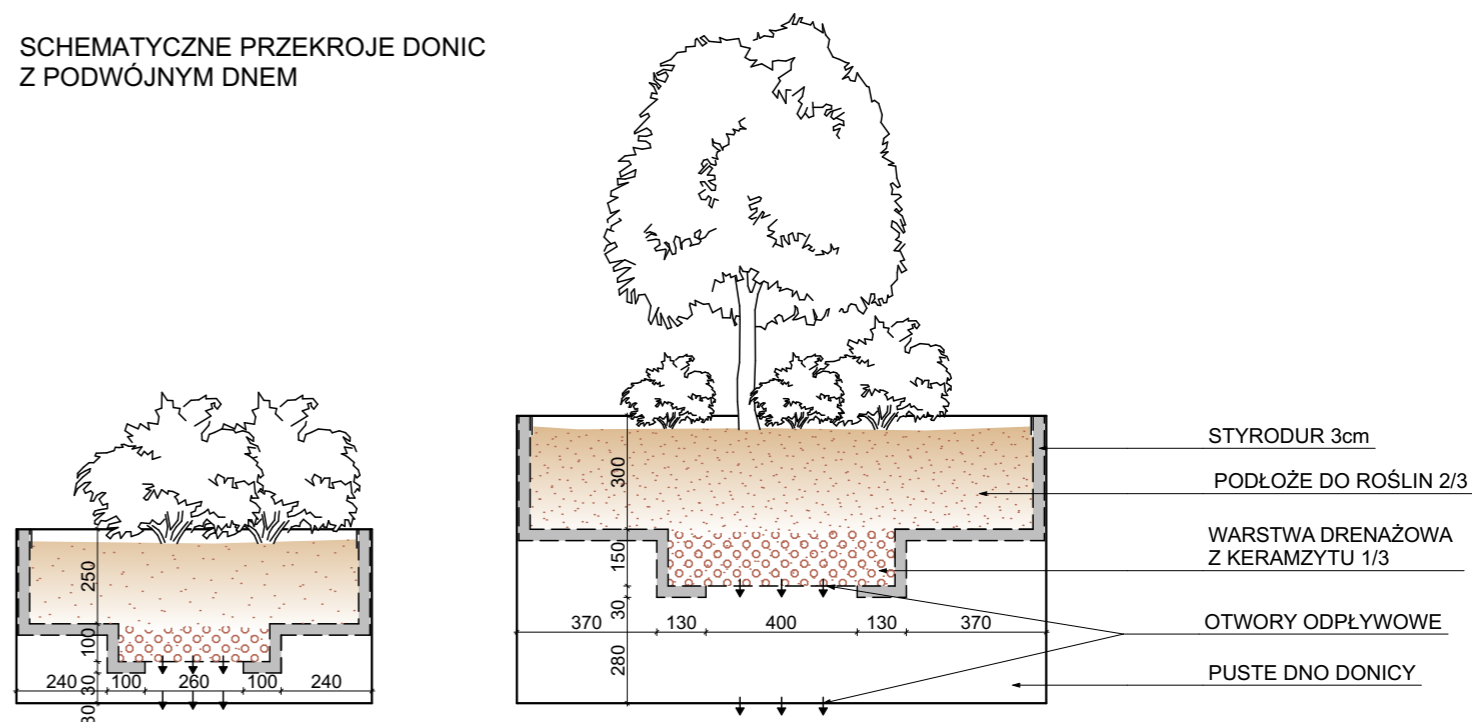 SCHEMATYCZNE PRZEKROJE DONIC
Z PODWÓJNYM DNEM
STYRODUR 3cm
PODŁOŻE DO ROŚLIN 2/3
WARSTWA DRENAŻOWA
Z KERAMZYTU 1/3
OTWORY ODPŁYWOWE
PUSTE DNO DONICY
300
150
30
280
370 130 400 130 370
250
100
30
240 100 260 100 240